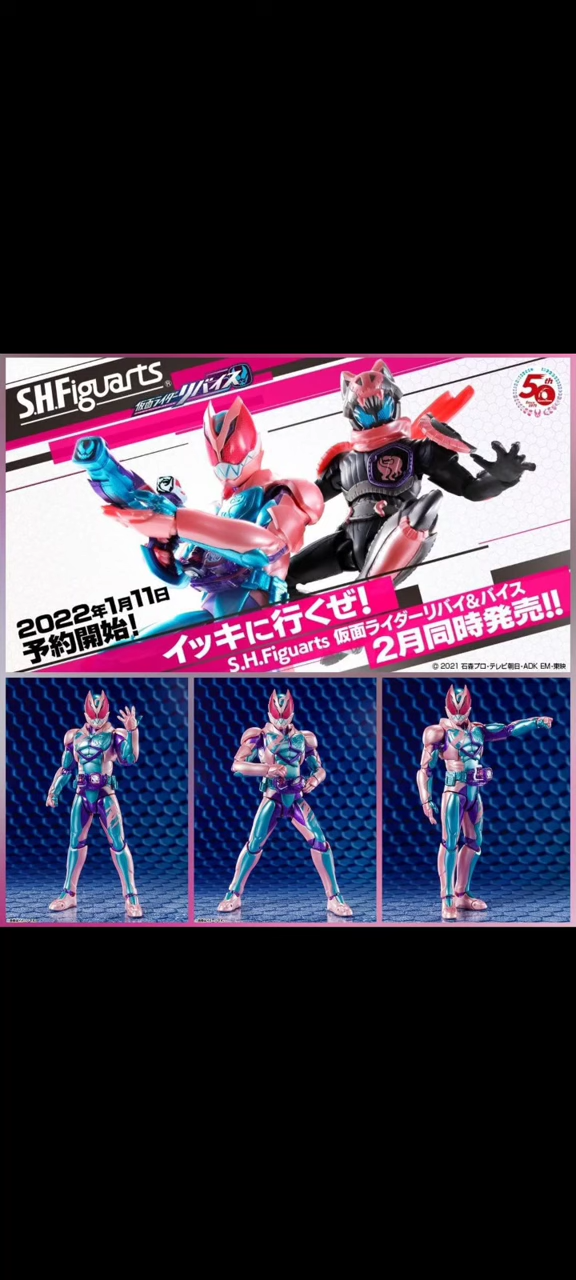 S.H.Figuarts®
仮面ライダーリバイス
50th
2022年1月11日
予約開始!
イッキに行くぜ!
S.H.Figuarts 仮面ライダーリバイ&バイス
2月同時発売!!
© 2021 石森プロ・テレビ朝日・ADK EM・東映